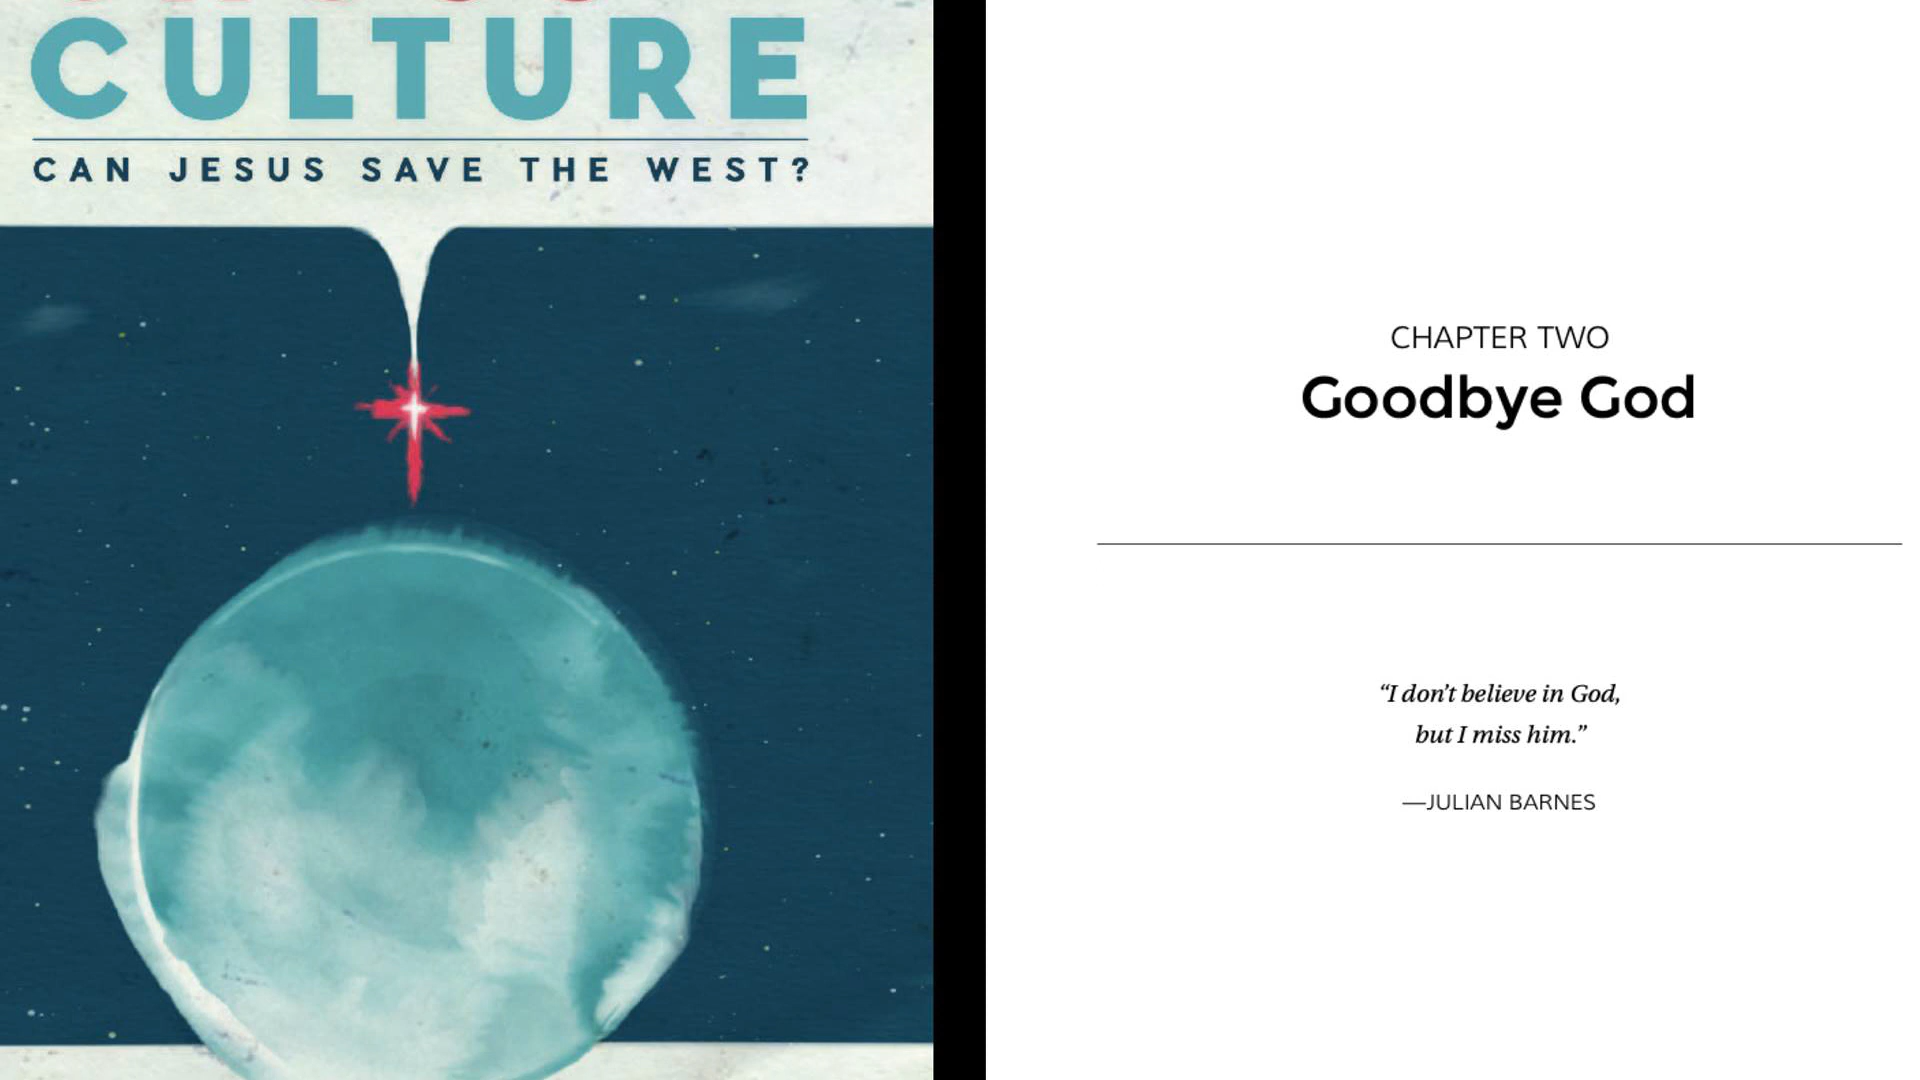 CULTURE
CAN JESUS SAVE THE WEST?
CHAPTER TWO
Goodbye God
“I don’t believe in God,
but I miss him.”
—JULIAN BARNES